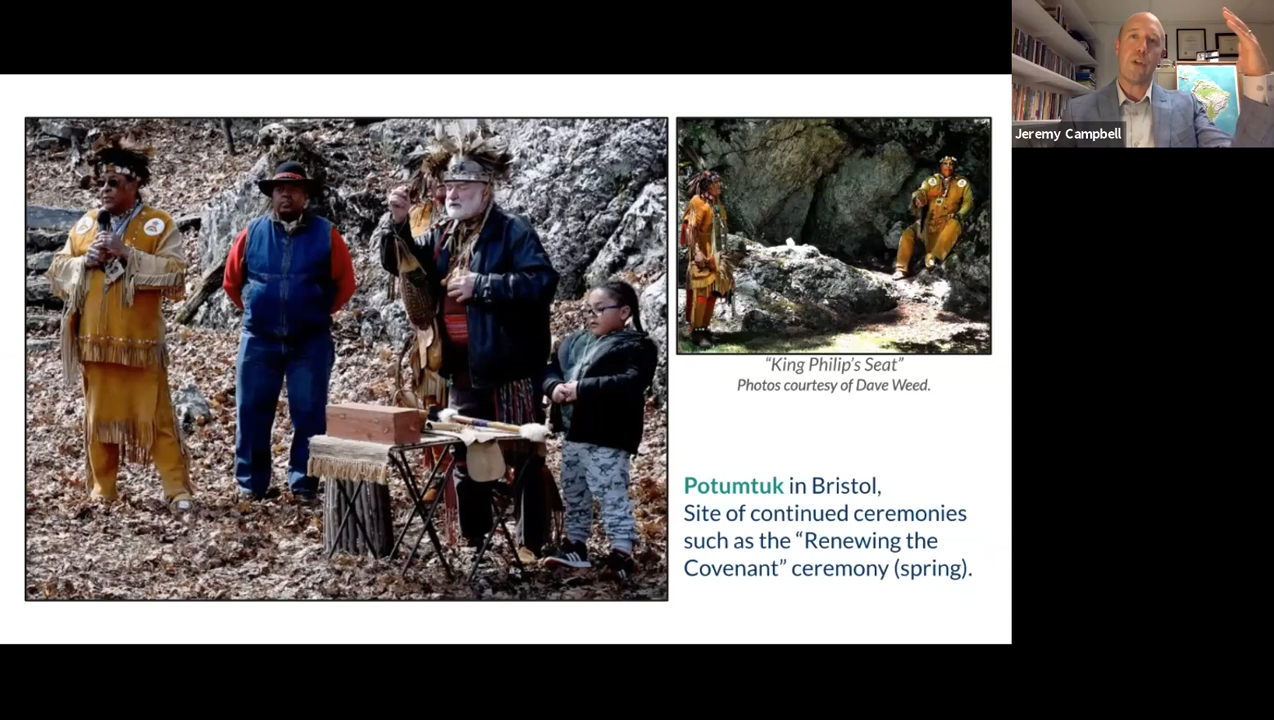 Jeremy Campbell
“King Philip’s Seat”
Photos courtesy of Dave Weed.
Potumtuk in Bristol,
Site of continued ceremonies
such as the “Renewing the
Covenant” ceremony (spring).